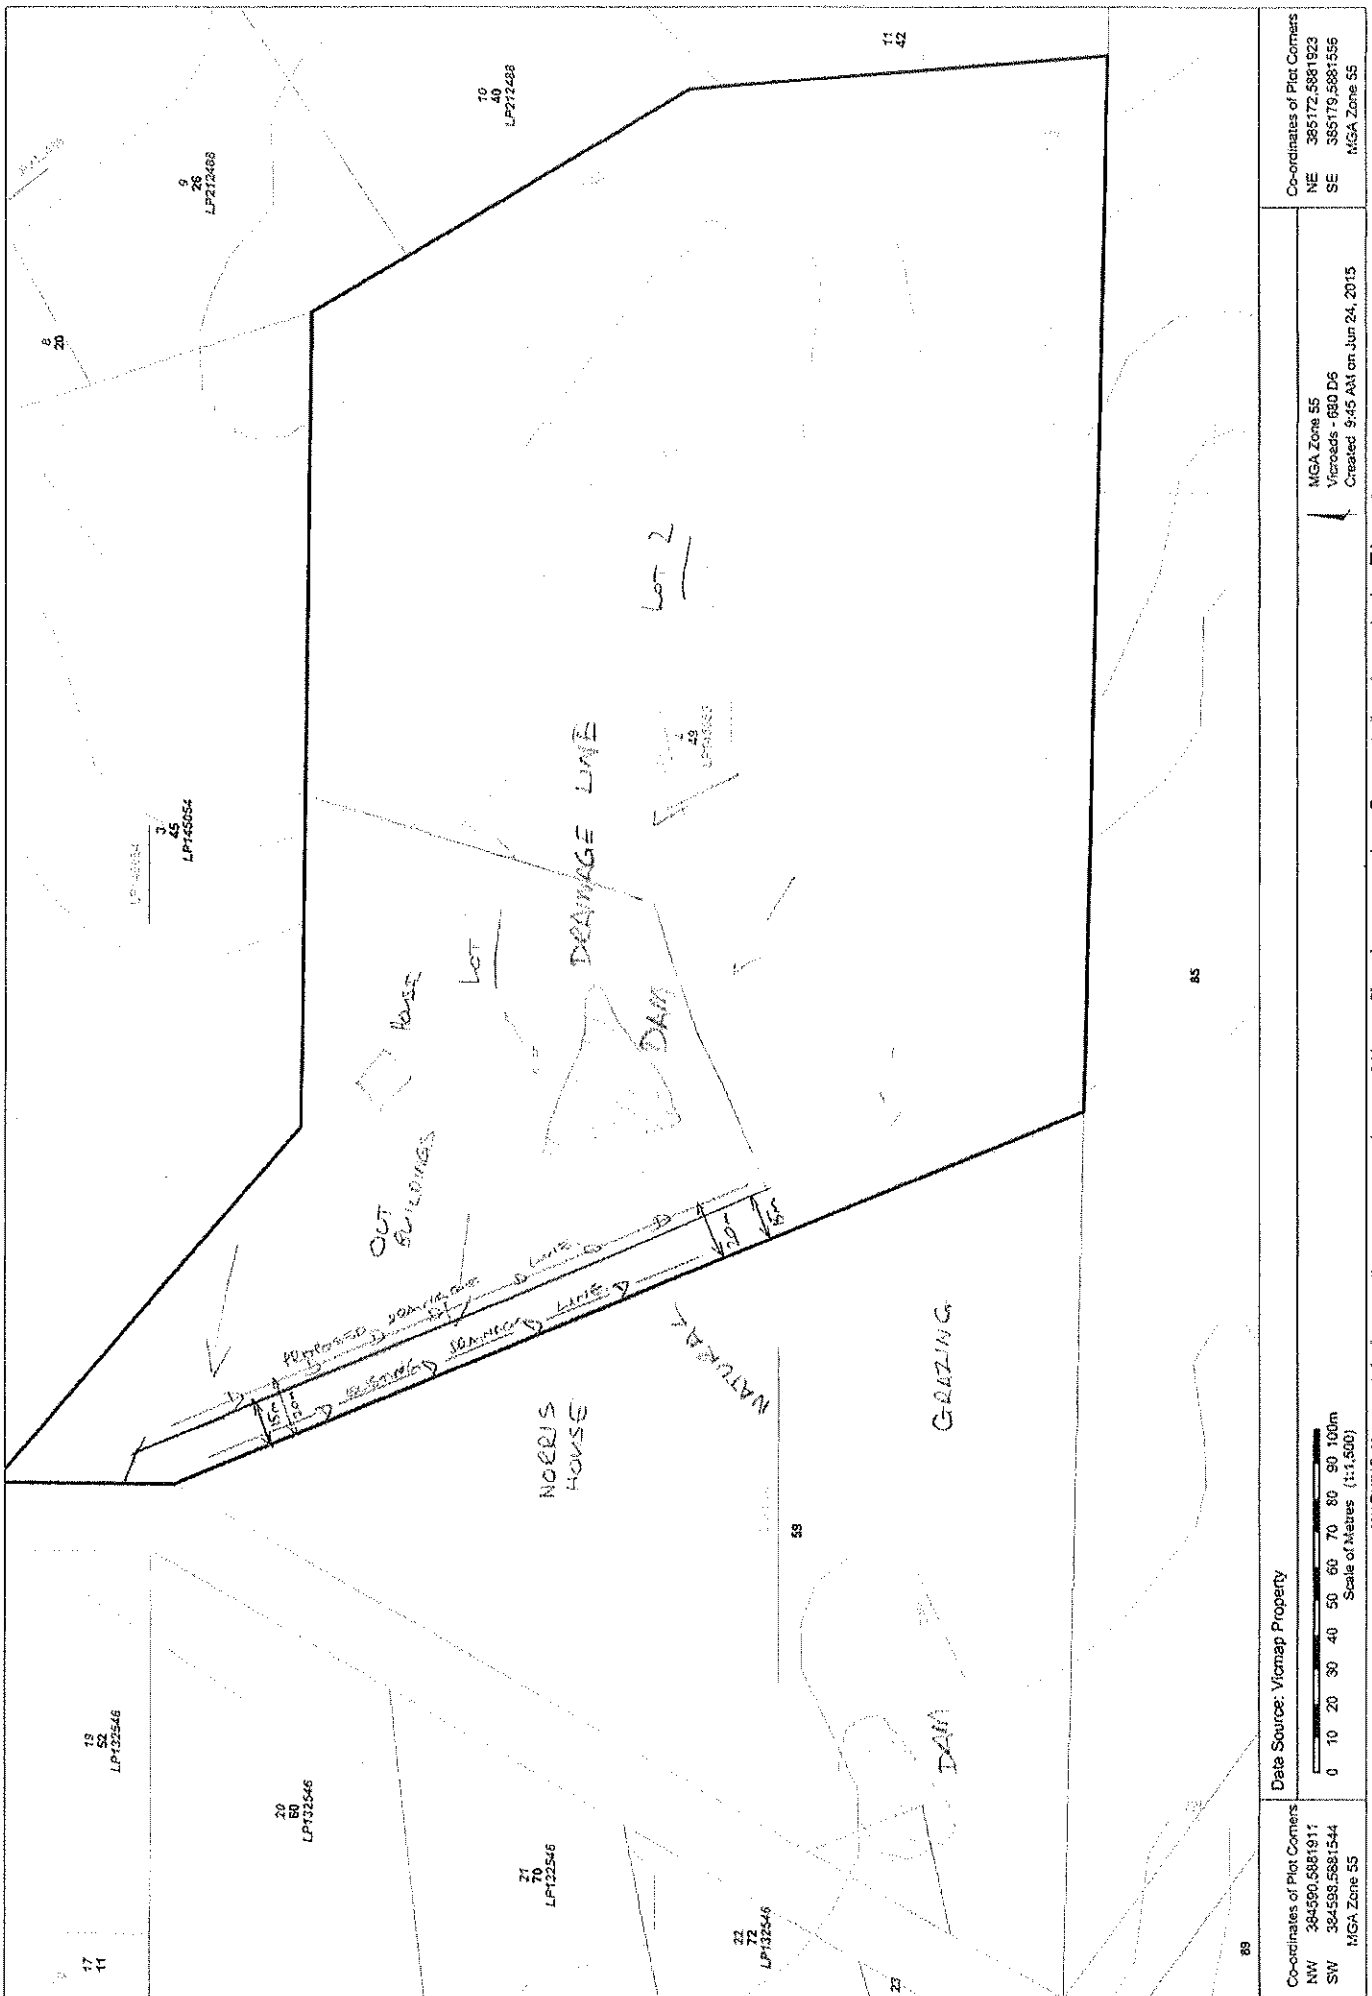 17
11
19
52
LP132546
20
60
LP132546
21
70
LP132546
22
72
LP132546
23
89
3
45
LP145054
8
20
9
26
LP212488
10
40
LP212488
11
42
OUT
BUILDINGS
House
LOT
DRAINAGE LINE
DAM
LOT 2
49
PROPOSED
LINE
15m
20m
20m
NORRIS
HOUSE
NATURAL
GRAZING
59
DAM
85
Co-ordinates of Plot Corners
NW 384590,5881911
SW 384598,5881544
MGA Zone 55
Data Source: Vicmap Property
0 10 20 30 40 50 60 70 80 90 100m
Scale of Metres (1:1,500)
MGA Zone 55
Vicroads - 680 D6
Created 9:45 AM on Jun 24, 2015
Co-ordinates of Plot Corners
NE 385172,5881923
SE 385179,5881556
MGA Zone 55